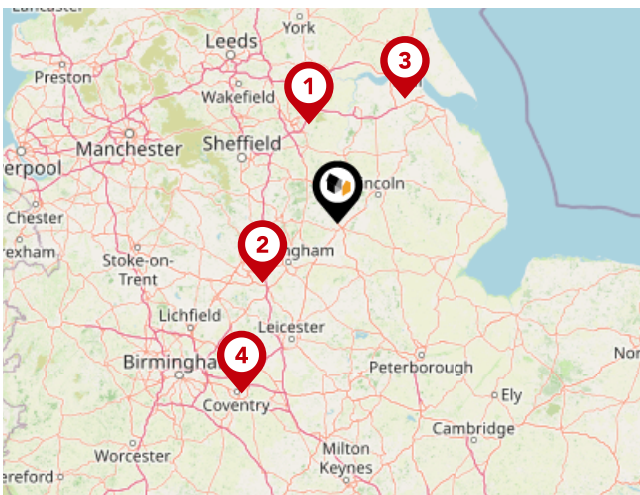 Lancaster
York
Leeds
3
Preston
1
Wakefield
Manchester
Sheffield
erpool
ncoln
Chester
2
ngham
rexham
Stoke-on-
Trent
Lichfield
Leicester
4
Birmingha
Peterborough
Nor
Ely
Coventry
Cambridge
Worcester
Milton
Keynes
ereford